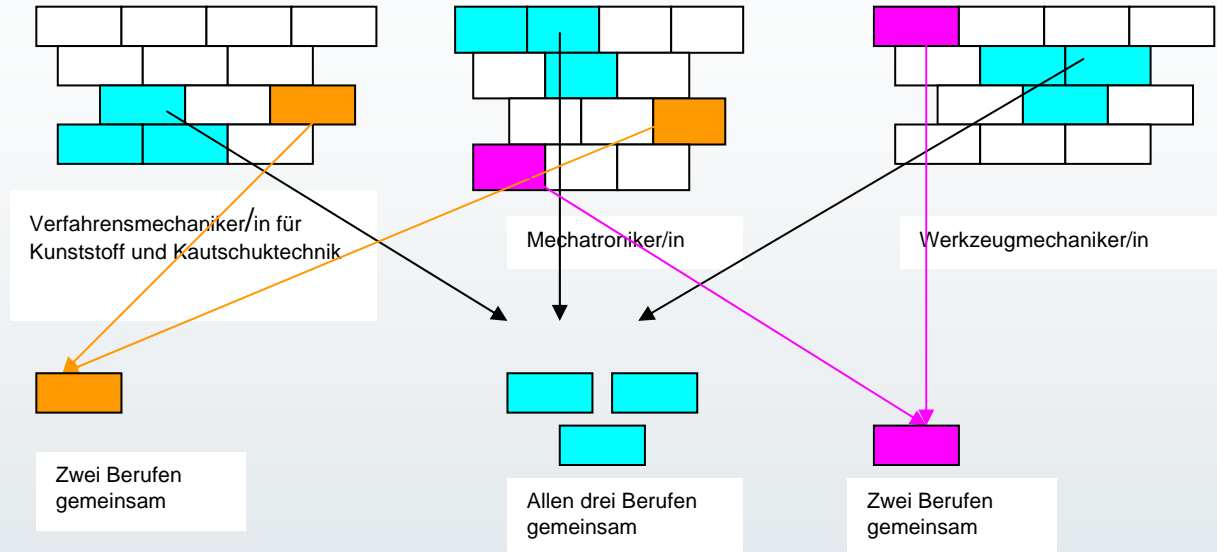 Verfahrensmechaniker/in für
Kunststoff und Kautschuktechnik
Mechatroniker/in
Werkzeugmechaniker/in
Zwei Berufen
gemeinsam
Allen drei Berufen
gemeinsam
Zwei Berufen
gemeinsam